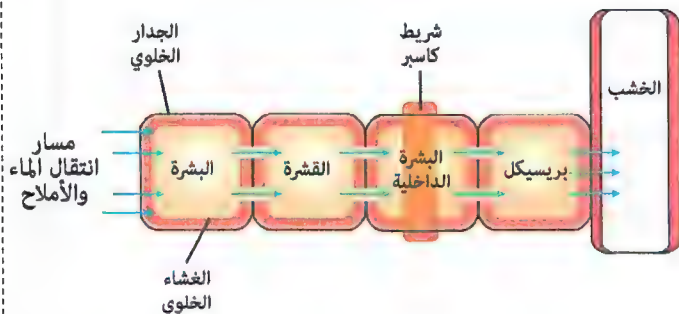 الجدار
الخلوي
شريط
كاسبر
الخشب
مسار
انتقال الماء
والأملاح
البشرة
القشرة
البشرة
الداخلية
بريسيكل
الغشاء
الخلوي